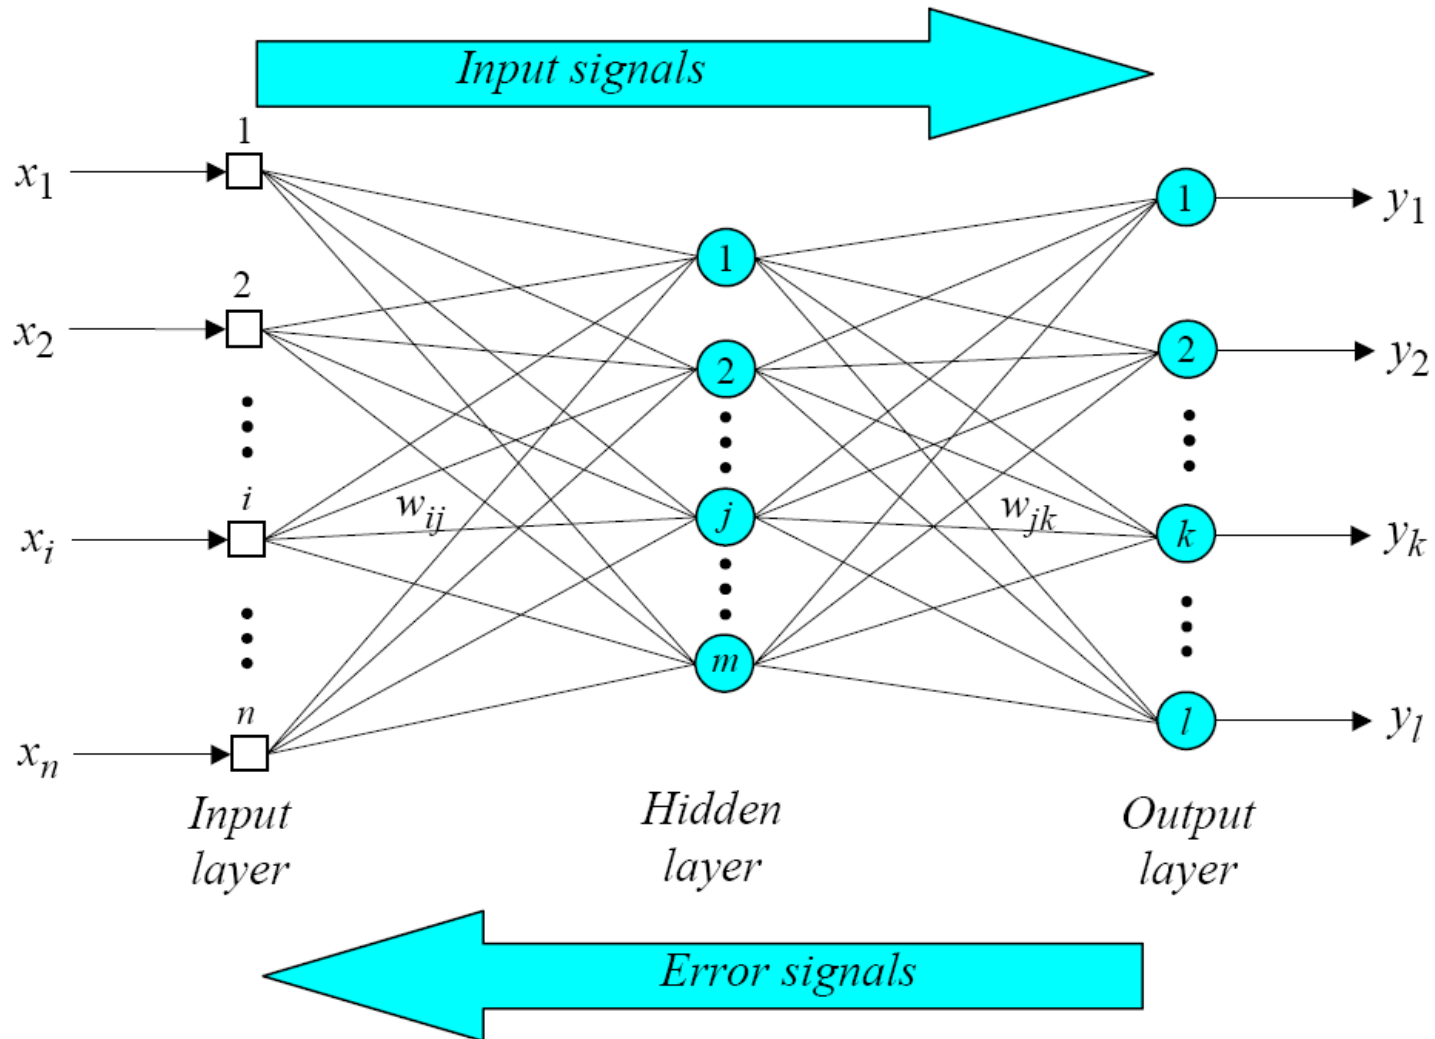 Input signals
1
x1
1
y1
1
2
x2
2
2
y2
i
wij
j
wjk
xi
k
yk
m
n
l
yl
xn
Input layer
Hidden layer
Output layer
Error signals